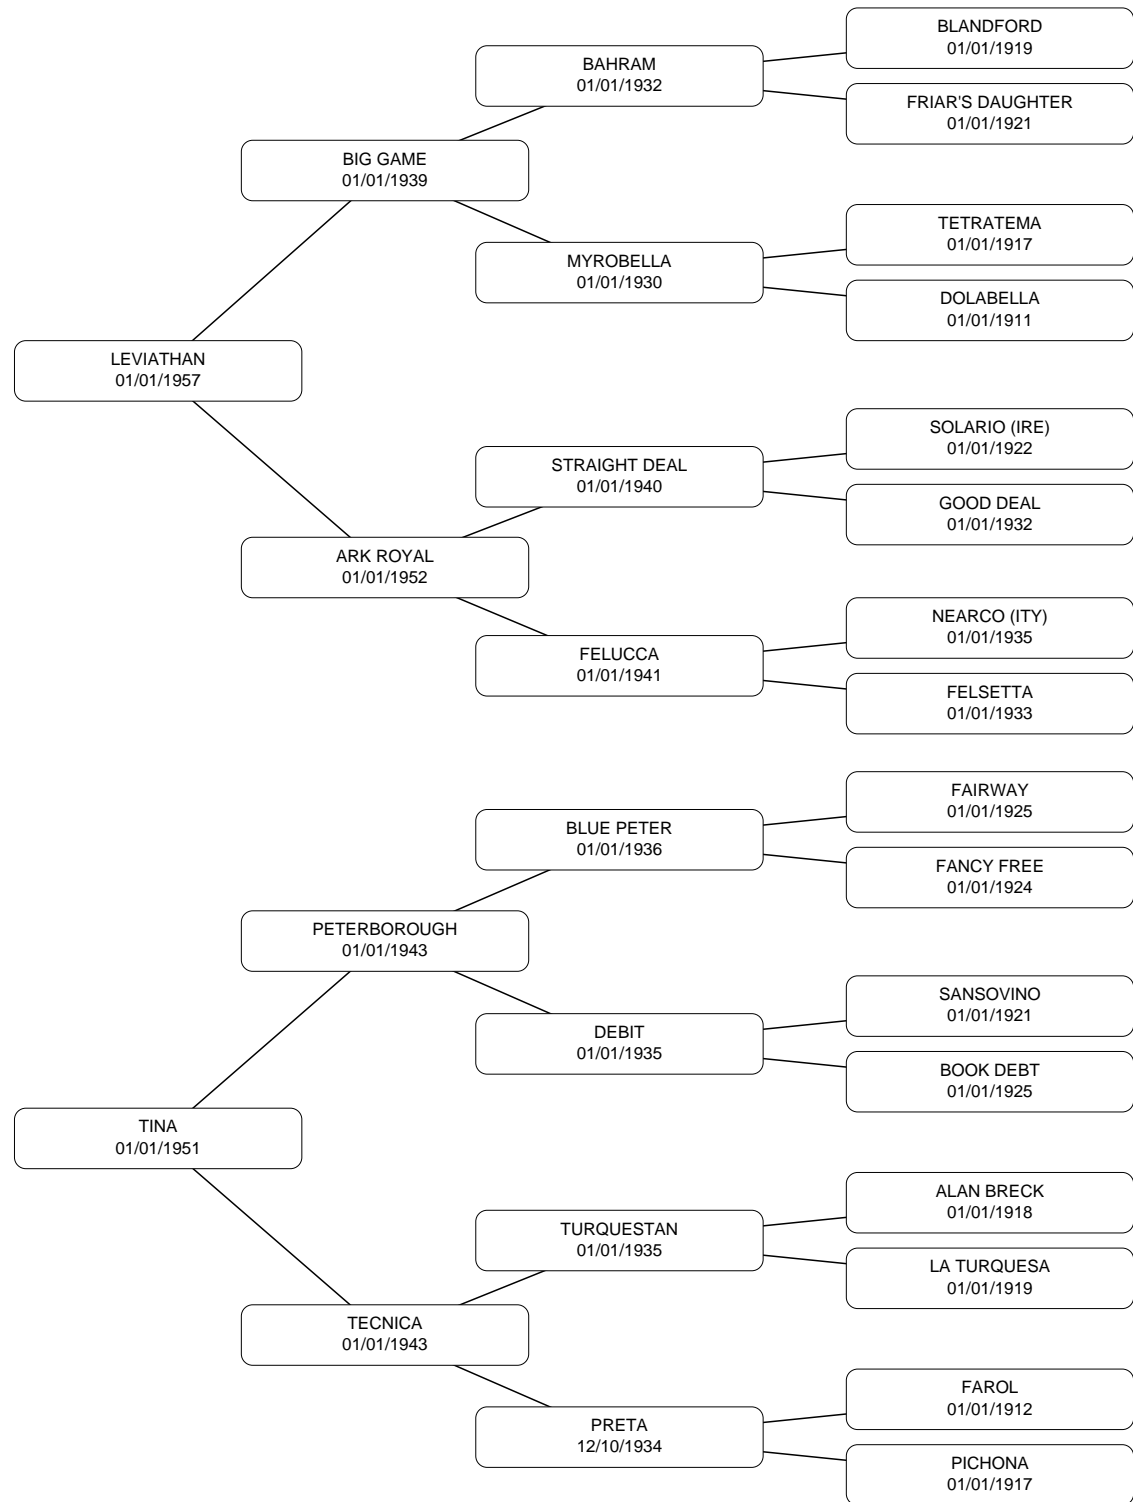 BLANDFORD
01/01/1919
BAHRAM
01/01/1932
FRIAR'S DAUGHTER
01/01/1921
BIG GAME
01/01/1939
TETRATEMA
01/01/1917
MYROBELLA
01/01/1930
DOLABELLA
01/01/1911
LEVIATHAN
01/01/1957
SOLARIO (IRE)
01/01/1922
STRAIGHT DEAL
01/01/1940
GOOD DEAL
01/01/1932
ARK ROYAL
01/01/1952
NEARCO (ITY)
01/01/1935
FELUCCA
01/01/1941
FELSETTA
01/01/1933
FAIRWAY
01/01/1925
BLUE PETER
01/01/1936
FANCY FREE
01/01/1924
PETERBOROUGH
01/01/1943
SANSOVINO
01/01/1921
DEBIT
01/01/1935
BOOK DEBT
01/01/1925
TINA
01/01/1951
ALAN BRECK
01/01/1918
TURQUESTAN
01/01/1935
LA TURQUESA
01/01/1919
TECNICA
01/01/1943
FAROL
01/01/1912
PRETA
12/10/1934
PICHONA
01/01/1917